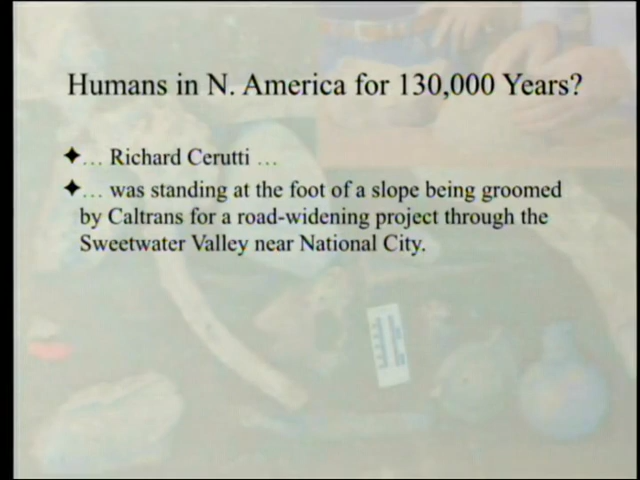 Humans in N. America for 130,000 Years?
✦… Richard Cerutti …
✦… was standing at the foot of a slope being groomed
by Caltrans for a road-widening project through the
Sweetwater Valley near National City.